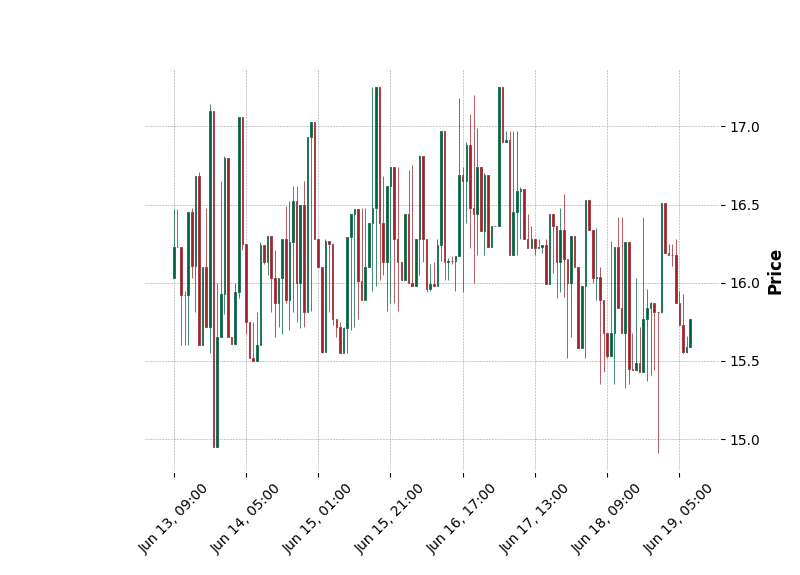 17.0
16.5
16.0
15.5
15.0
Price
Jun 13, 09:00
Jun 14, 05:00
Jun 15, 01:00
Jun 15, 21:00
Jun 16, 17:00
Jun 17, 13:00
Jun 18, 09:00
Jun 19, 05:00